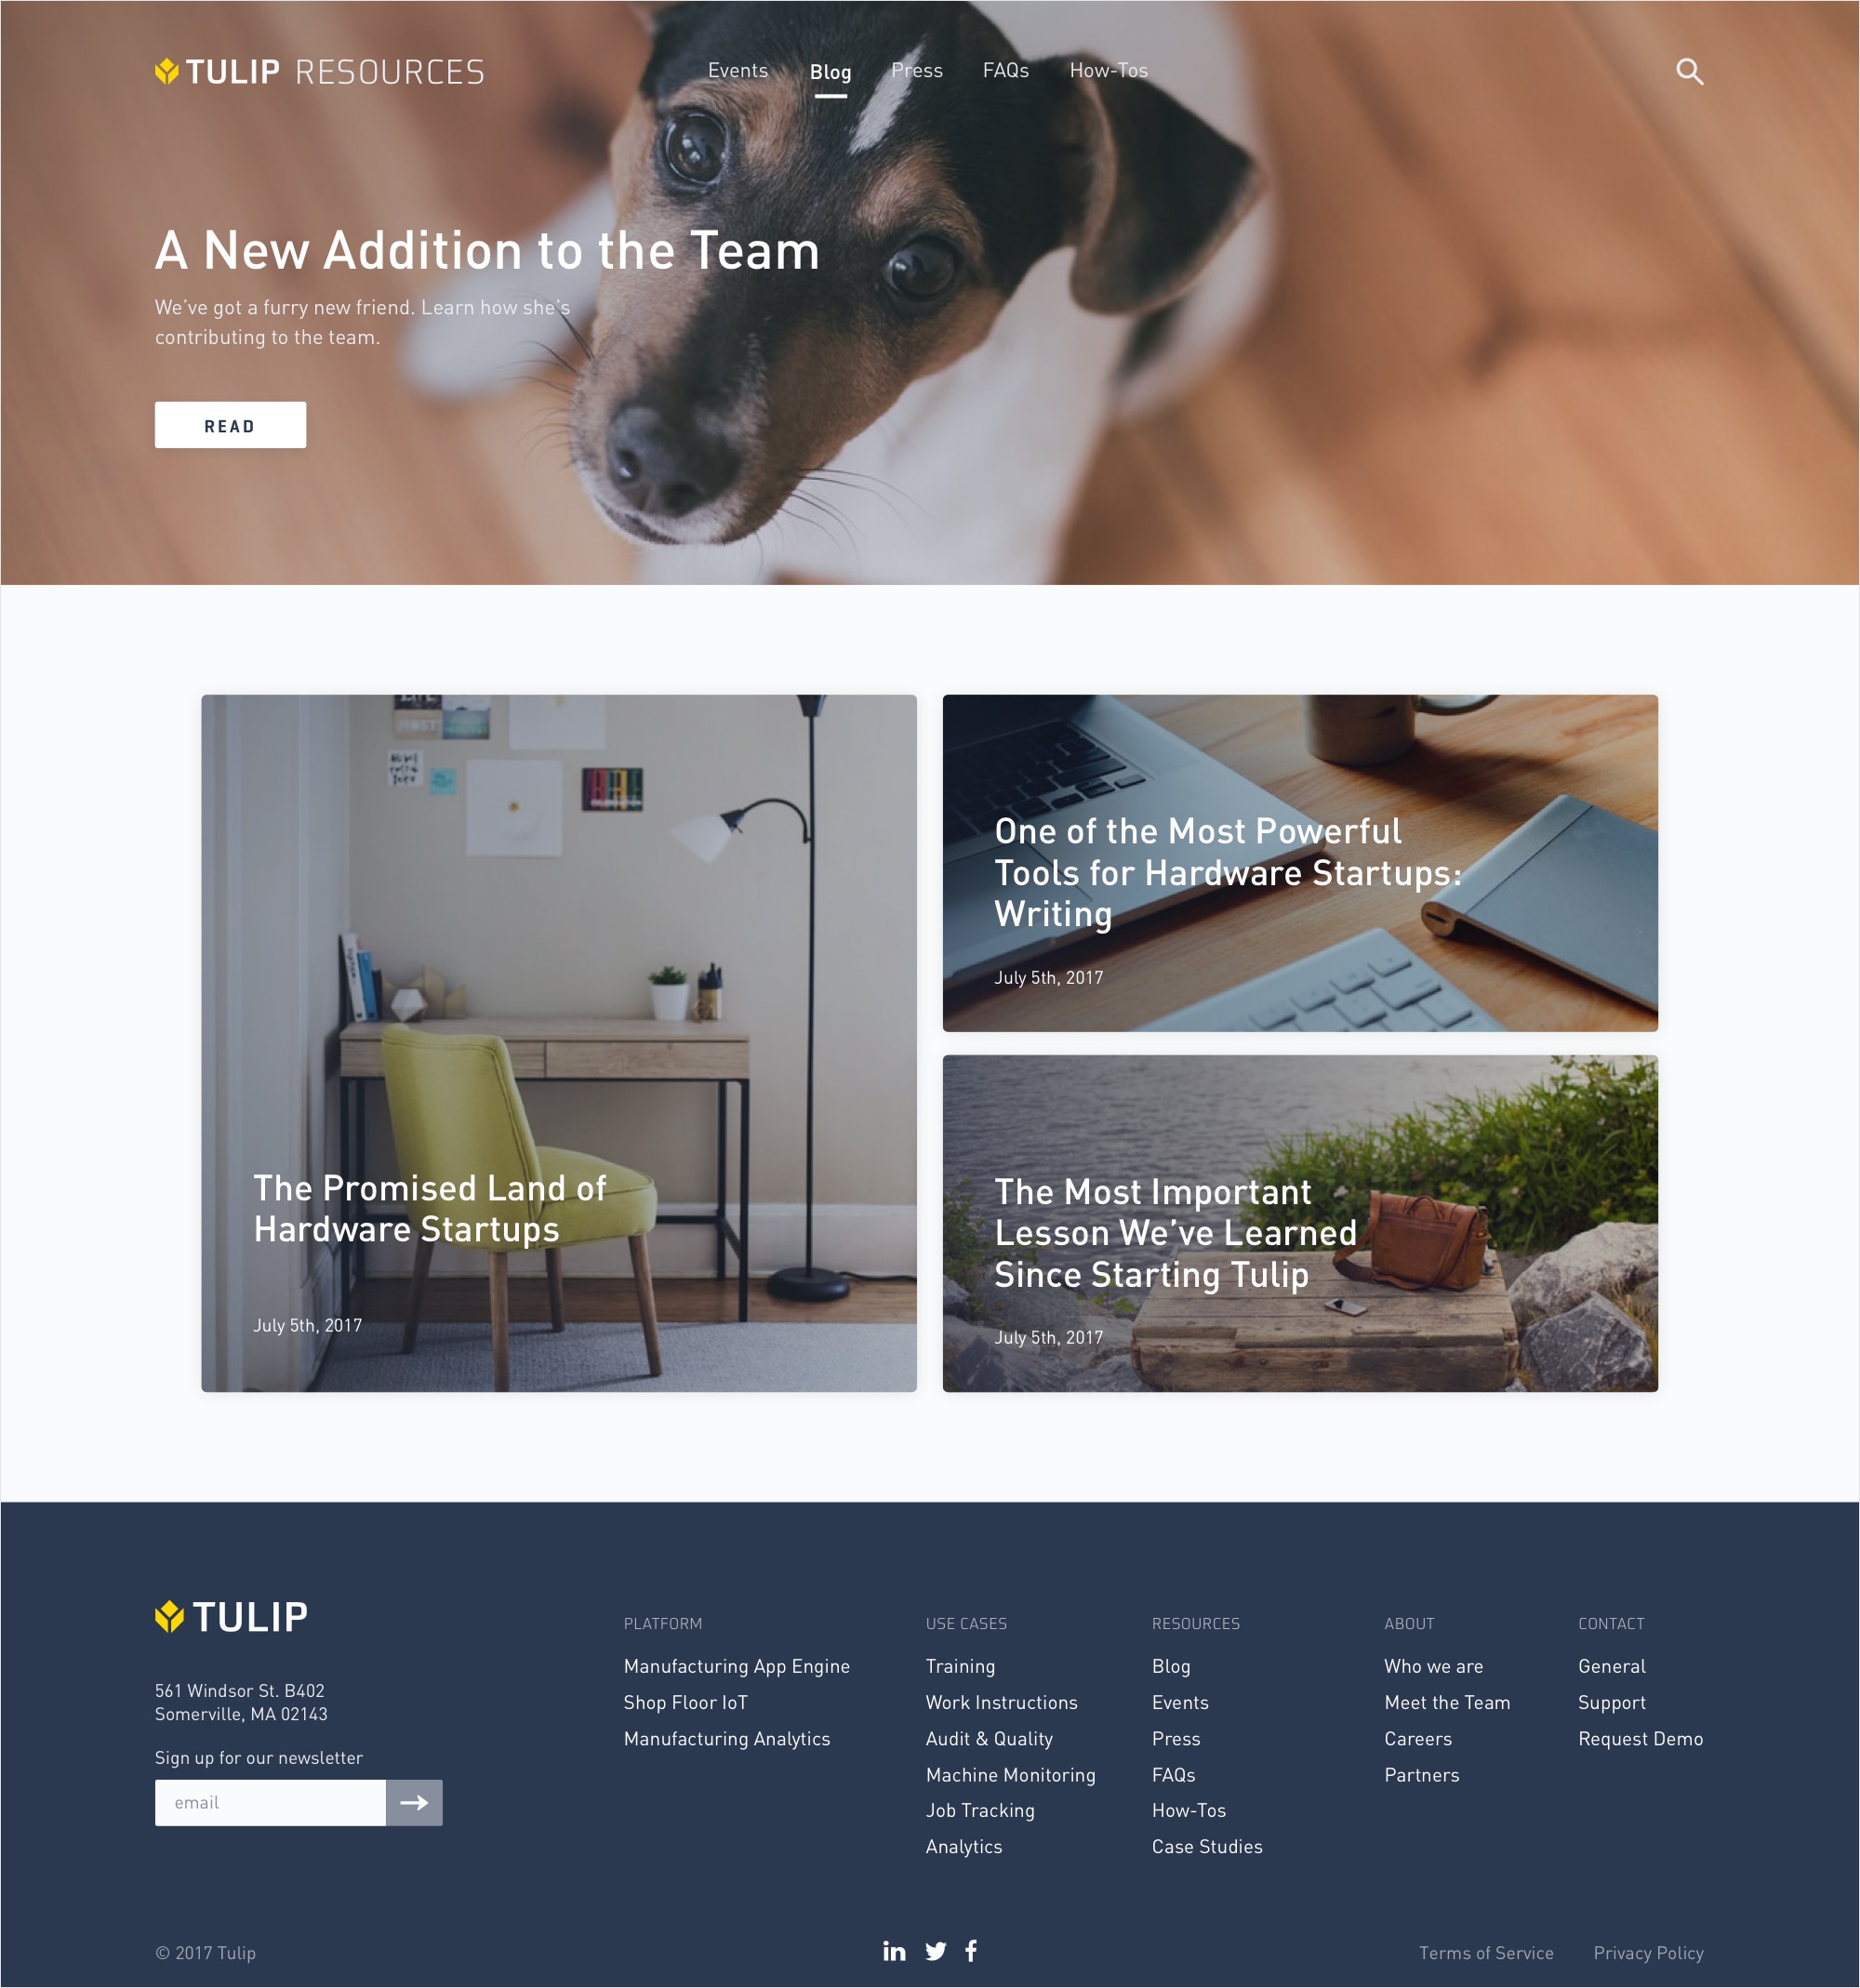 TULIP RESOURCES
Events
Blog
Press
FAQs
How-Tos
A New Addition to the Team
We've got a furry new friend. Learn how she's
contributing to the team.
READ
The Promised Land of
Hardware Startups
July 5th, 2017
One of the Most Powerful
Tools for Hardware Startups:
Writing
July 5th, 2017
The Most Important
Lesson We've Learned
Since Starting Tulip
July 5th, 2017
TULIP
561 Windsor St. B402
Somerville, MA 02143
Sign up for our newsletter
email
PLATFORM
Manufacturing App Engine
Shop Floor IoT
Manufacturing Analytics
USE CASES
Training
Work Instructions
Audit & Quality
Machine Monitoring
Job Tracking
Analytics
RESOURCES
Blog
Events
Press
FAQs
How-Tos
Case Studies
ABOUT
Who we are
Meet the Team
Careers
Partners
CONTACT
General
Support
Request Demo
© 2017 Tulip
in
f
Terms of Service
Privacy Policy